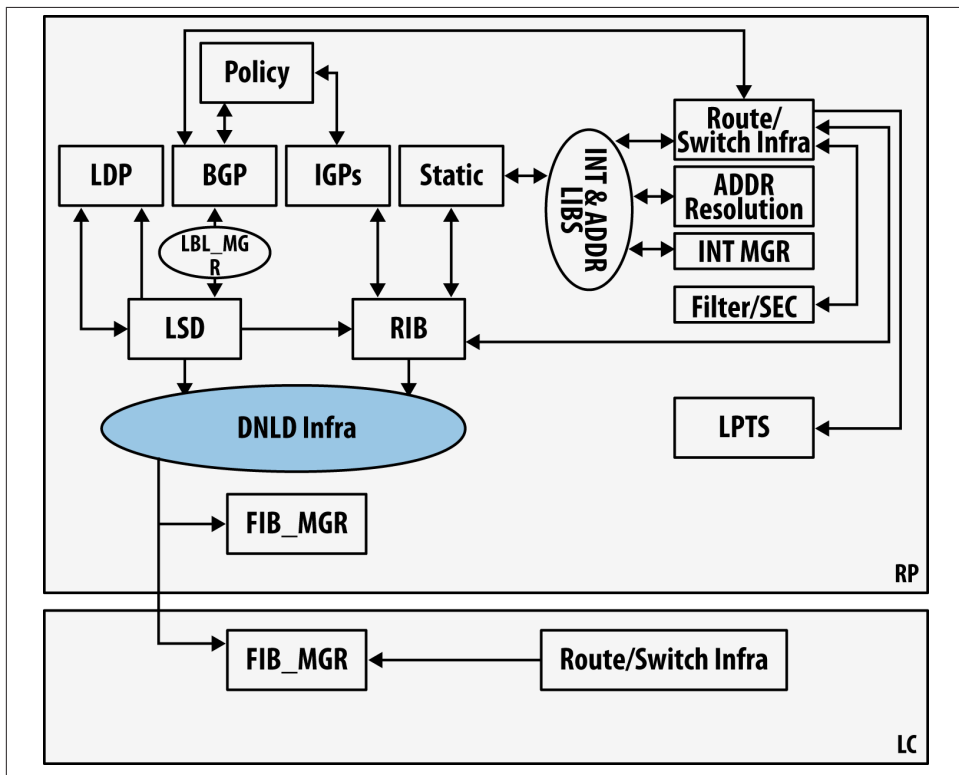 Policy
Route/
Switch Infra
LDP
BGP
IGPs
Static
INT & ADDR
LIBS
ADDR
Resolution
LBL_MG
R
INT MGR
Filter/SEC
LSD
RIB
DNLD Infra
LPTS
FIB_MGR
RP
FIB_MGR
Route/Switch Infra
LC